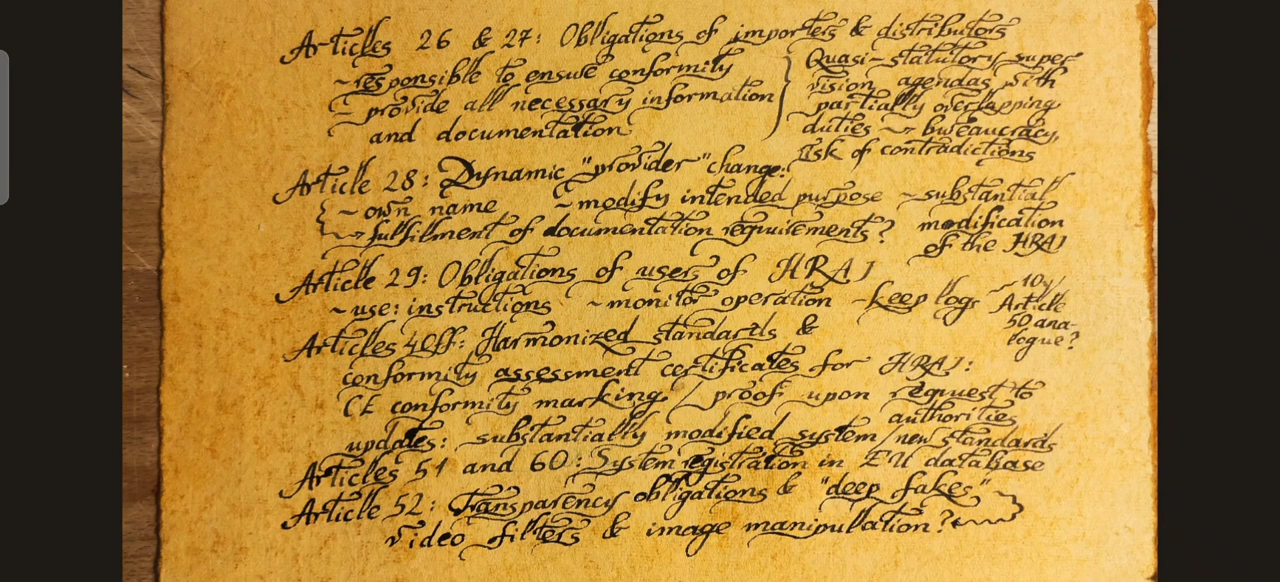 Articles 26 & 27: Obligations of importers & distributors
~responsible to ensure conformity
~ provide all necessary information
and documentation
Quasi-statutory super
vision agendas with
partially overlapping
duties ~> bureaucracy,
risk of contradictions
Article 28: Dynamic "provider" change:
~ own name ~modify intended purpose ~substantial
modification
of the HRAI
~> fulfilment of documentation requirements?
Article 29: Obligations of users of HRAI
~use: instructions ~monitor operation -keep logs
~10y/
Article
50 ana-
logue?
Articles 40ff: Harmonized standards &
conformity assessment certificates for HRAI:
CE conformity marking / proof upon request to
authorities
updates: substantially modified system/new standards
Articles 51 and 60: System registration in EU database
Article 52: Transparency obligations & "deep fakes"
Video filters & image manipulation?